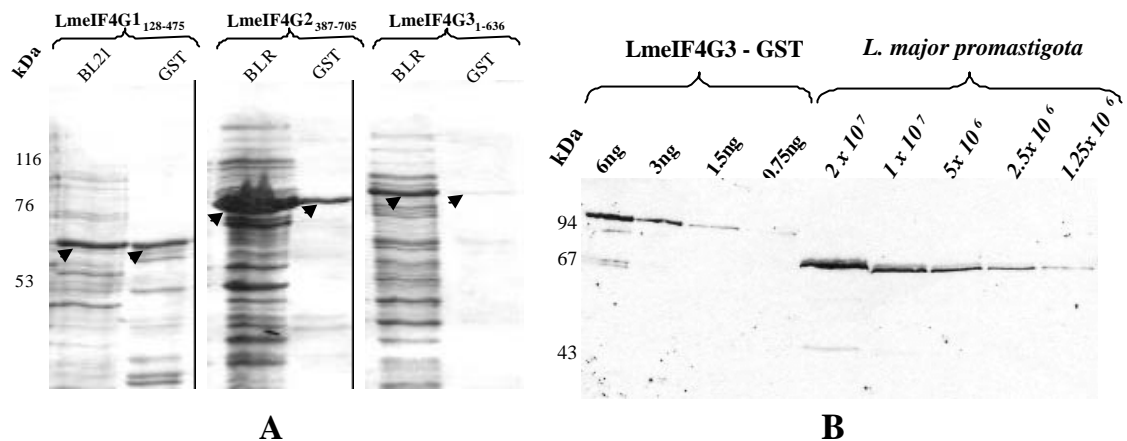 LmeIF4G1128-475 LmeIF4G2387-705 LmeIF4G31-636
kDa BL21 GST BLR GST BLR GST
116
76
53
A
LmeIF4G3 - GST L. major promastigota
kDa 6ng 3ng 1.5ng 0.75ng 2 x 10 7 1 x 10 7 5x 10 6 2.5x 10 6 1.25x 10 6
94
67
43
B